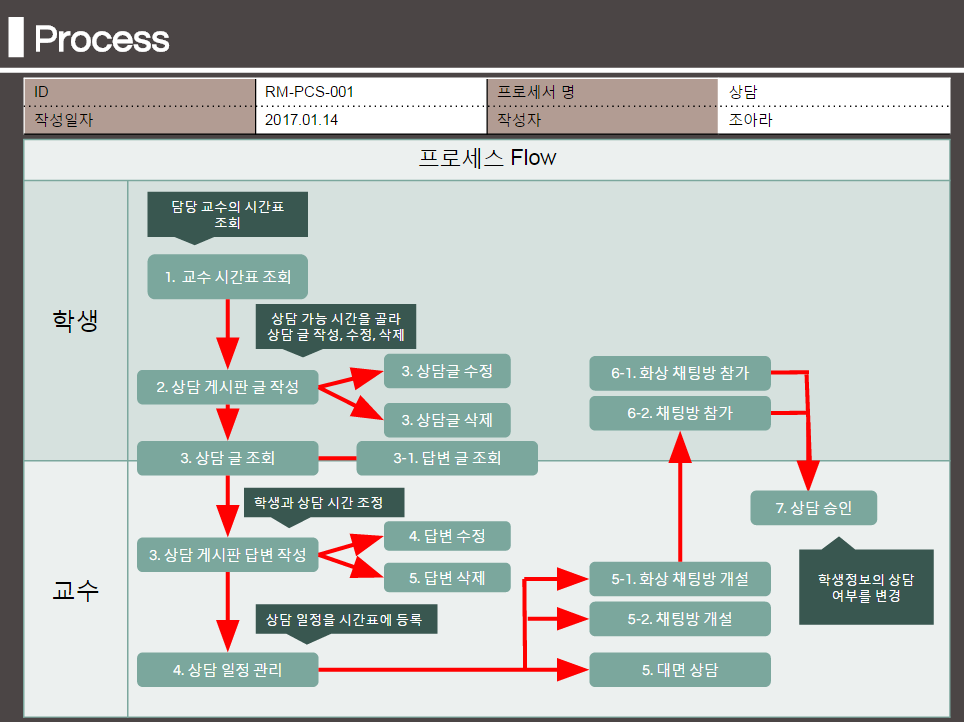 Process
ID
RM-PCS-001
프로세서 명
상담
작성일자
2017.01.14
작성자
조아라
프로세스 Flow
학생
담당 교수의 시간표
조회
1. 교수 시간표 조회
상담 가능 시간을 골라
상담 글 작성, 수정, 삭제
2. 상담 게시판 글 작성
3. 상담글 수정
3. 상담글 삭제
6-1. 화상 채팅방 참가
6-2. 채팅방 참가
3. 상담 글 조회
3-1. 답변 글 조회
교수
학생과 상담 시간 조정
7. 상담 승인
3. 상담 게시판 답변 작성
4. 답변 수정
5. 답변 삭제
학생정보의 상담
여부를 변경
5-1. 화상 채팅방 개설
5-2. 채팅방 개설
상담 일정을 시간표에 등록
4. 상담 일정 관리
5. 대면 상담